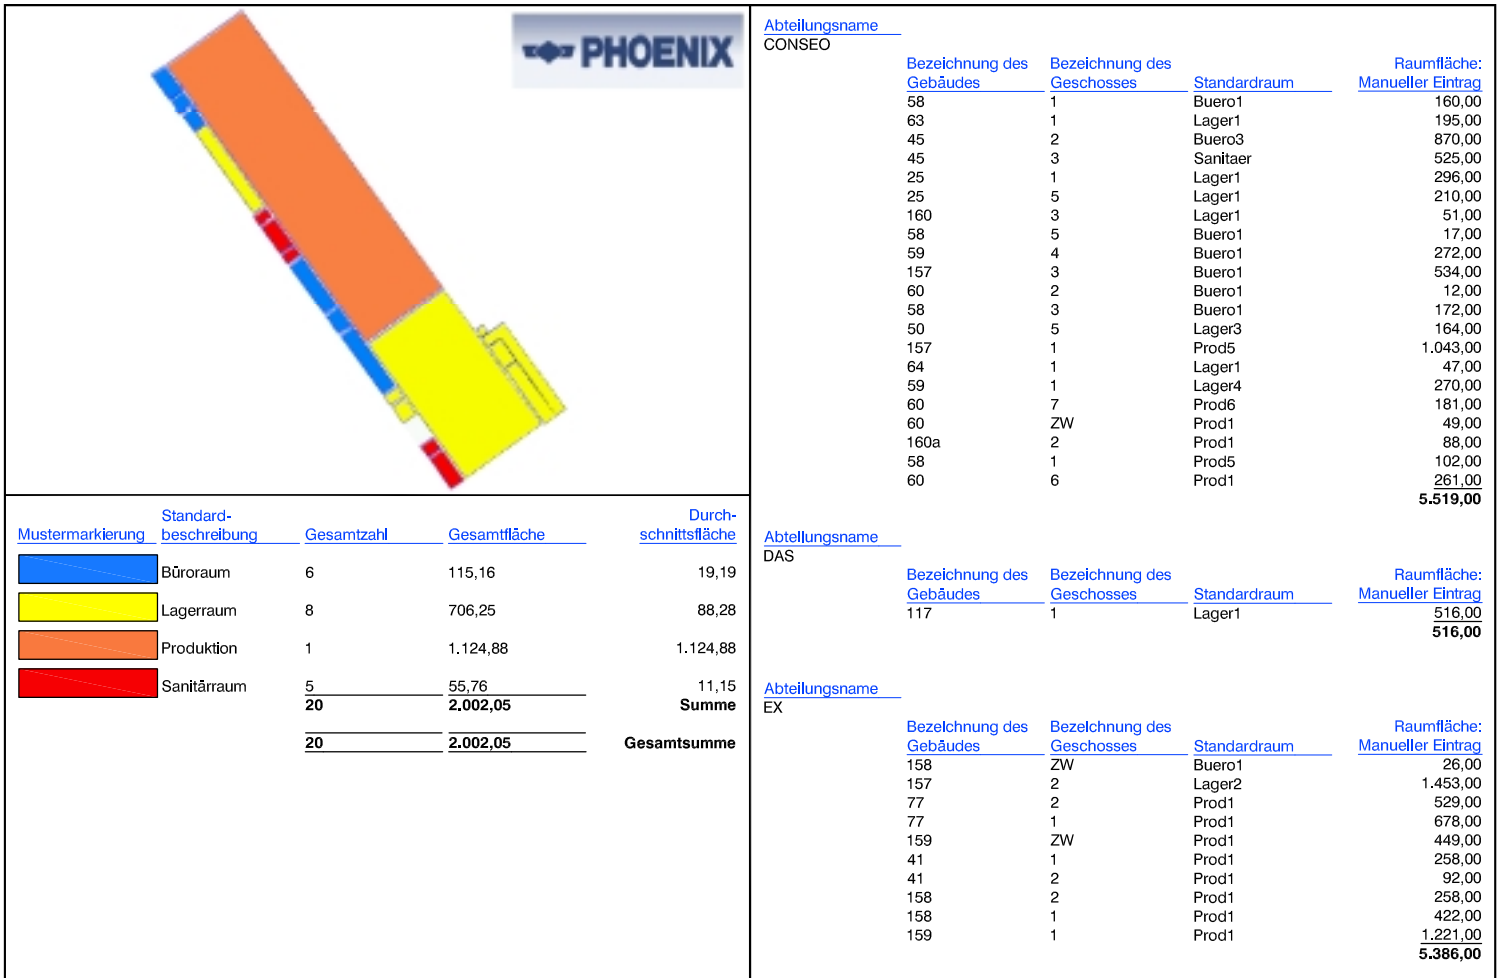 PHOENIX
Standard- Durch-
Mustermarkierung beschreibung Gesamtzahl Gesamtfläche schnittsfläche
Büroraum 6 115,16 19,19
Lagerraum 8 706,25 88,28
Produktion 1 1.124,88 1.124,88
Sanitärraum 5 55,76 11,15
20 2.002,05 Summe
20 2.002,05 Gesamtsumme
Abteilungsname
CONSEO
Bezeichnung des Bezeichnung des Raumfläche:
Gebäudes Geschosses Standardraum Manueller Eintrag
58 1 Buero1 160,00
63 1 Lager1 195,00
45 2 Buero3 870,00
45 3 Sanitaer 525,00
25 1 Lager1 296,00
25 5 Lager1 210,00
160 3 Lager1 51,00
58 5 Buero1 17,00
59 4 Buero1 272,00
157 3 Buero1 534,00
60 2 Buero1 12,00
58 3 Buero1 172,00
50 5 Lager3 164,00
157 1 Prod5 1.043,00
64 1 Lager1 47,00
59 1 Lager4 270,00
60 7 Prod6 181,00
60 ZW Prod1 49,00
160a 2 Prod1 88,00
58 1 Prod5 102,00
60 6 Prod1 261,00
5.519,00
Abteilungsname
DAS
Bezeichnung des Bezeichnung des Raumfläche:
Gebäudes Geschosses Standardraum Manueller Eintrag
117 1 Lager1 516,00
516,00
Abteilungsname
EX
Bezeichnung des Bezeichnung des Raumfläche:
Gebäudes Geschosses Standardraum Manueller Eintrag
158 ZW Buero1 26,00
157 2 Lager2 1.453,00
77 2 Prod1 529,00
77 1 Prod1 678,00
159 ZW Prod1 449,00
41 1 Prod1 258,00
41 2 Prod1 92,00
158 2 Prod1 258,00
158 1 Prod1 422,00
159 1 Prod1 1.221,00
5.386,00